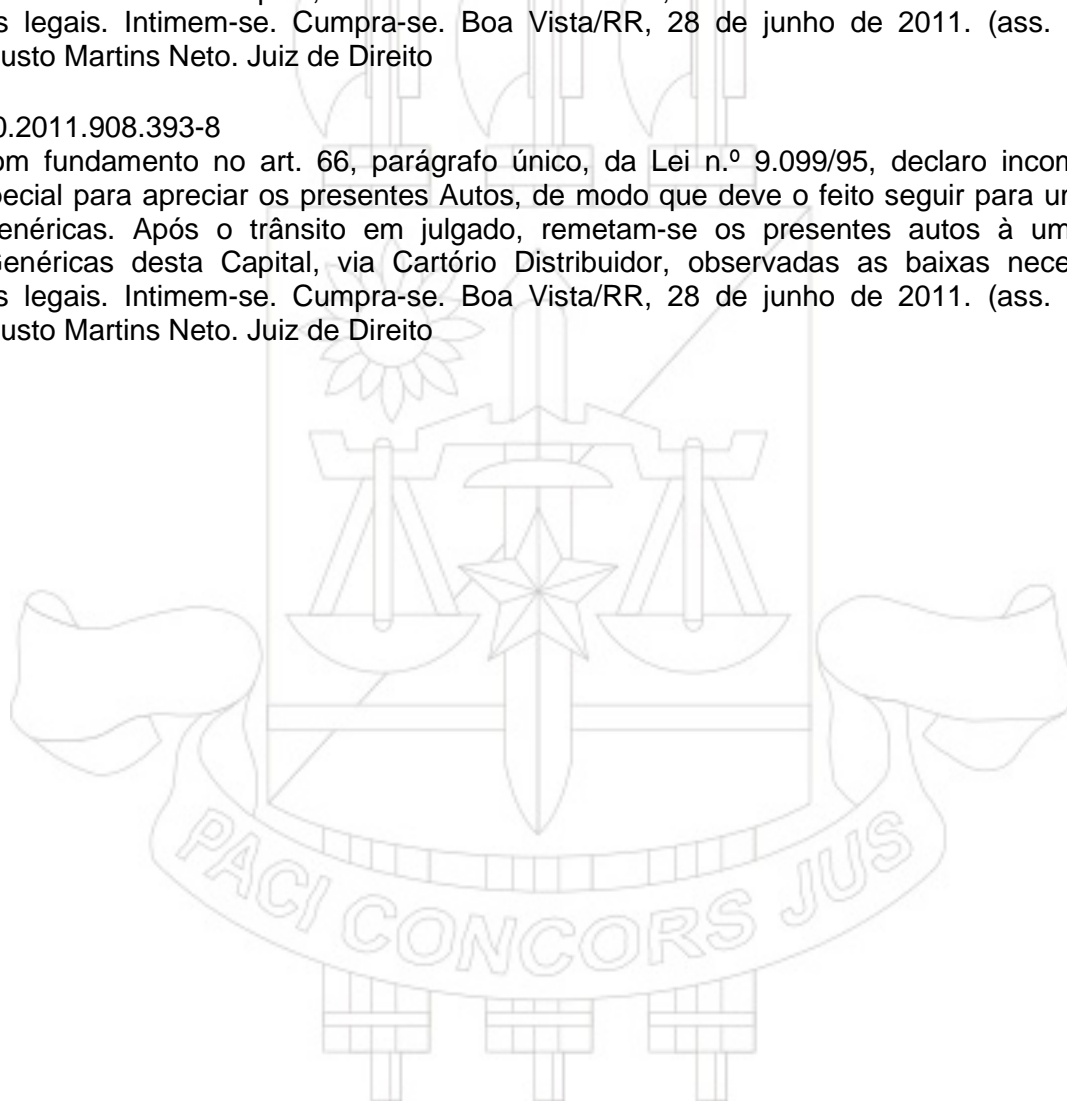 s legais. Intimem-se. Cumpra-se. Boa Vista/RR, 28 de junho de 2011. (ass.
usto Martins Neto. Juiz de Direito
0.2011.908.393-8
om fundamento no art. 66, parágrafo único, da Lei n.º 9.099/95, declaro incom
pecial para apreciar os presentes Autos, de modo que deve o feito seguir para ur
enéricas. Após o trânsito em julgado, remetam-se os presentes autos à um
Genéricas desta Capital, via Cartório Distribuidor, observadas as baixas nece
s legais. Intimem-se. Cumpra-se. Boa Vista/RR, 28 de junho de 2011. (ass.
usto Martins Neto. Juiz de Direito
PACI CONCORS JUS